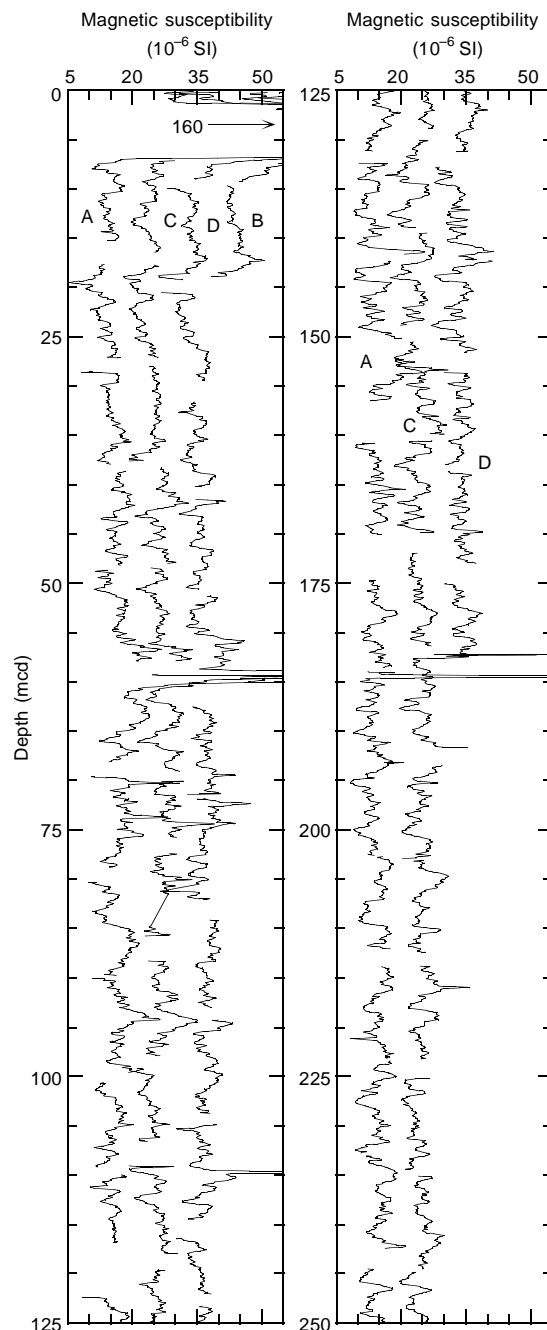 Magnetic susceptibility
(10⁻⁶ SI)
5 20 35 50
Magnetic susceptibility
(10⁻⁶ SI)
5 20 35 50
0
160
A C D B
25
50
Depth (mcd)
75
100
125
125
150
A
C
D
175
200
225
250